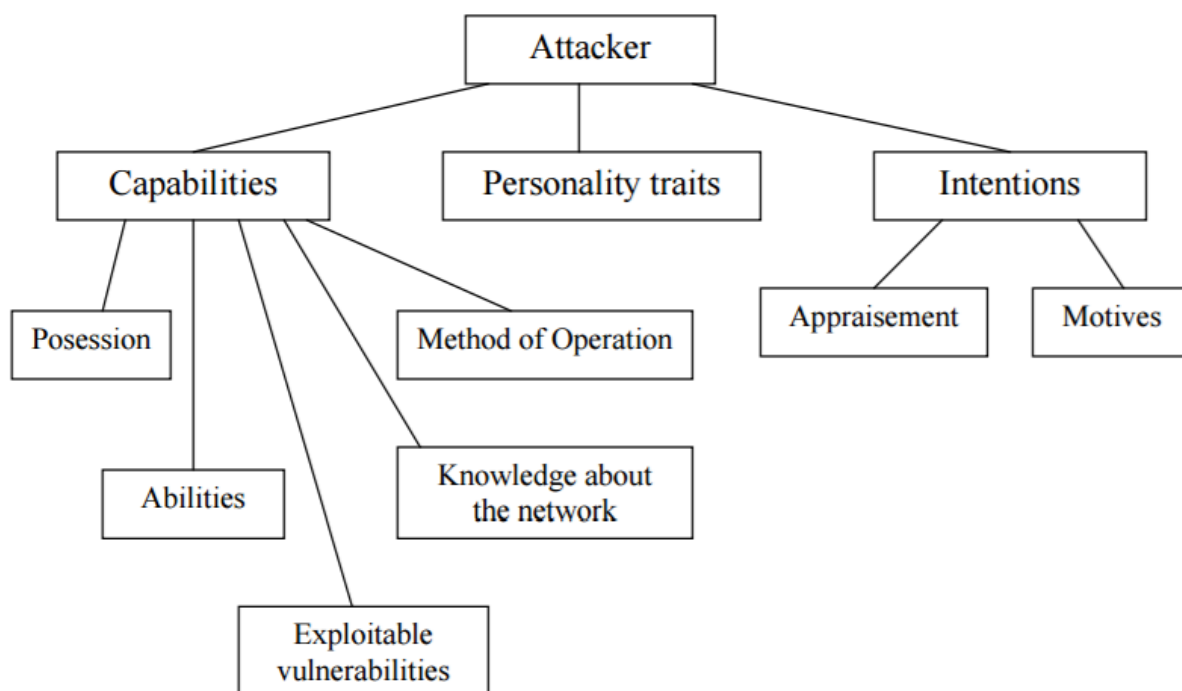 Attacker
Capabilities
Personality traits
Intentions
Posession
Method of Operation
Appraisement
Motives
Abilities
Knowledge about
the network
Exploitable
vulnerabilities